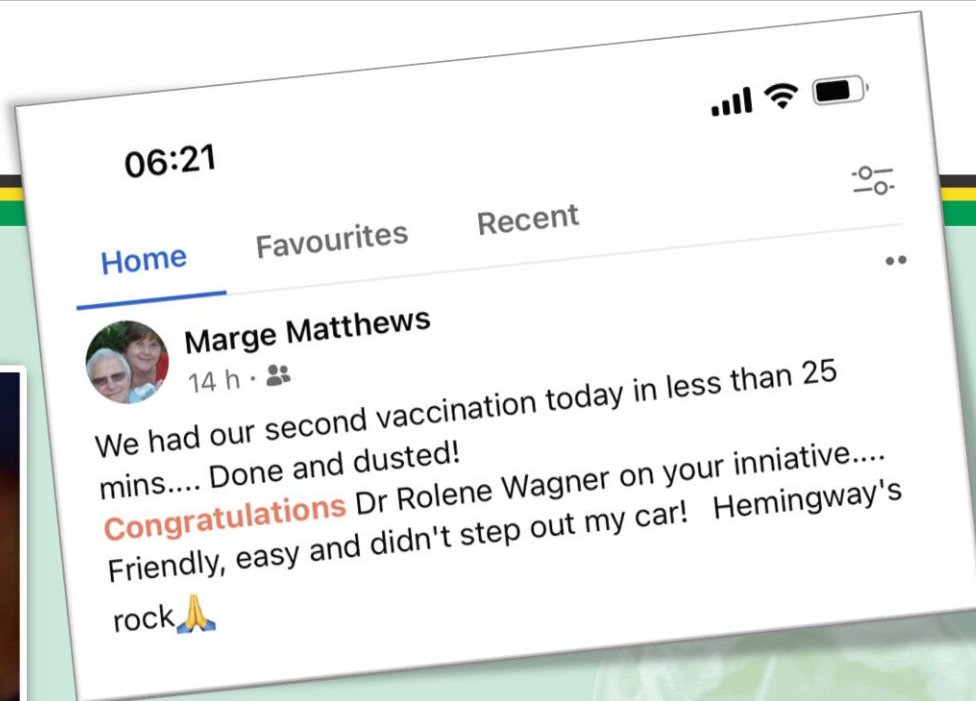 06:21
Home Favourites Recent
Marge Matthews
14 h ·
We had our second vaccination today in less than 25
mins.... Done and dusted!
Congratulations Dr Rolene Wagner on your inniative....
Friendly, easy and didn't step out my car! Hemingway's
rock🙏